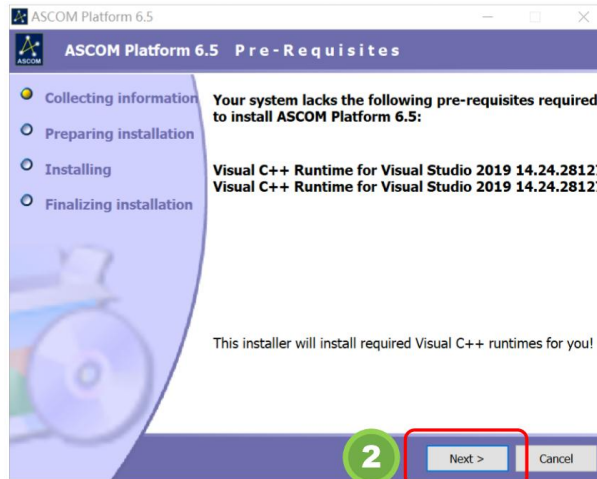 ASCOM Platform 6.5
ASCOM
ASCOM Platform 6.5 Pre-Requisites
Collecting information
Preparing installation
Installing
Finalizing installation
Your system lacks the following pre-requisites required
to install ASCOM Platform 6.5:
Visual C++ Runtime for Visual Studio 2019 14.24.28127
Visual C++ Runtime for Visual Studio 2019 14.24.28127
This installer will install required Visual C++ runtimes for you!
2
Next >
Cancel